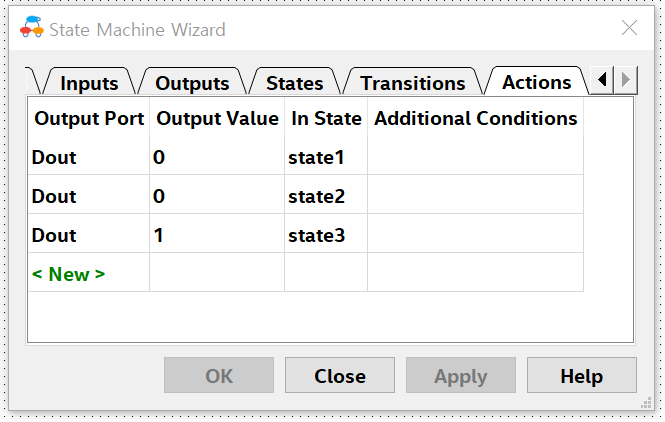 State Machine Wizard
Inputs Outputs States Transitions Actions
Output Port Output Value In State Additional Conditions
Dout 0 state1
Dout 0 state2
Dout 1 state3
< New >
OK Close Apply Help